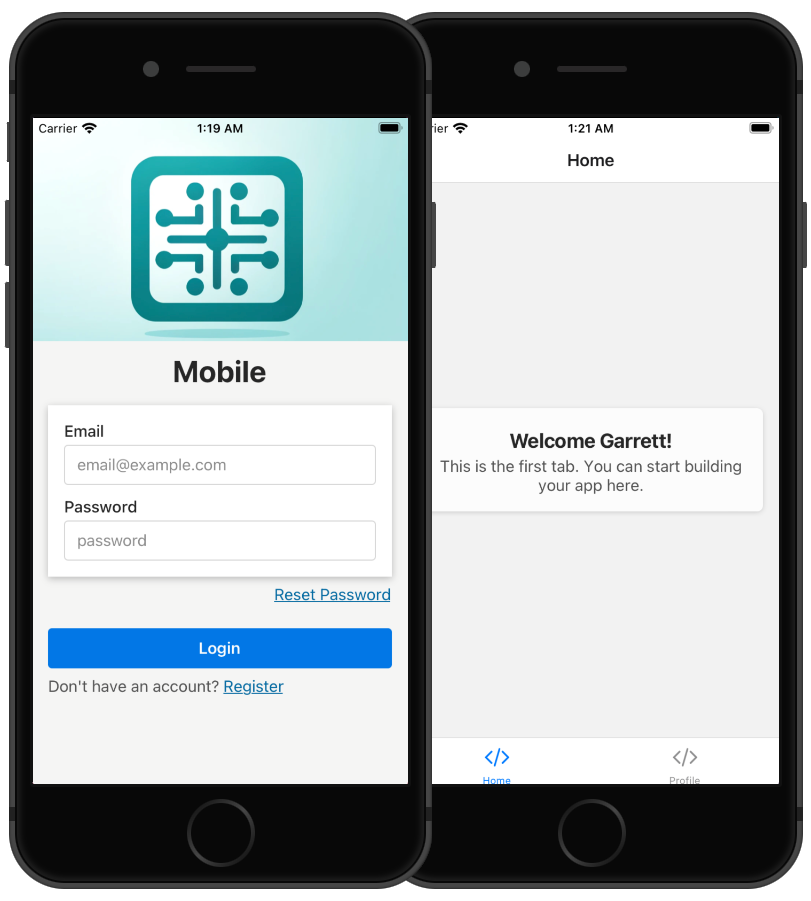 Carrier
1:19 AM
Mobile
Email
email@example.com
Password
password
Reset Password
Login
Don't have an account? Register
rier
1:21 AM
Home
Welcome Garrett!
This is the first tab. You can start building
your app here.
Home
Profile